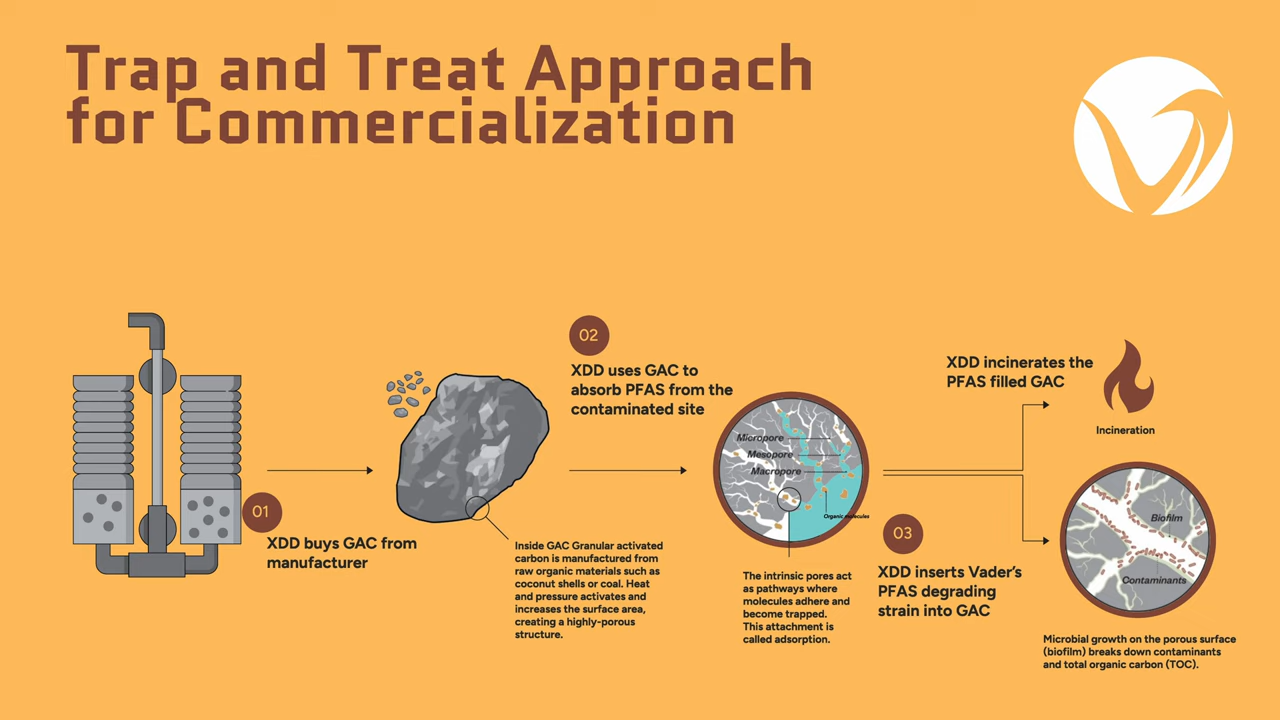 Trap and Treat Approach
for Commercialization
01
XDD buys GAC from
manufacturer
Inside GAC Granular activated
carbon is manufactured from
raw organic materials such as
coconut shells or coal. Heat
and pressure activates and
increases the surface area,
creating a highly-porous
structure.
02
XDD uses GAC to
absorb PFAS from the
contaminated site
Micropore
Mesopore
Macropore
Organic molecules
The intrinsic pores act
as pathways where
molecules adhere and
become trapped.
This attachment is
called adsorption.
03
XDD inserts Vader's
PFAS degrading
strain into GAC
XDD incinerates the
PFAS filled GAC
Incineration
Biofilm
Contaminants
Microbial growth on the porous surface
(biofilm) breaks down contaminants
and total organic carbon (TOC).